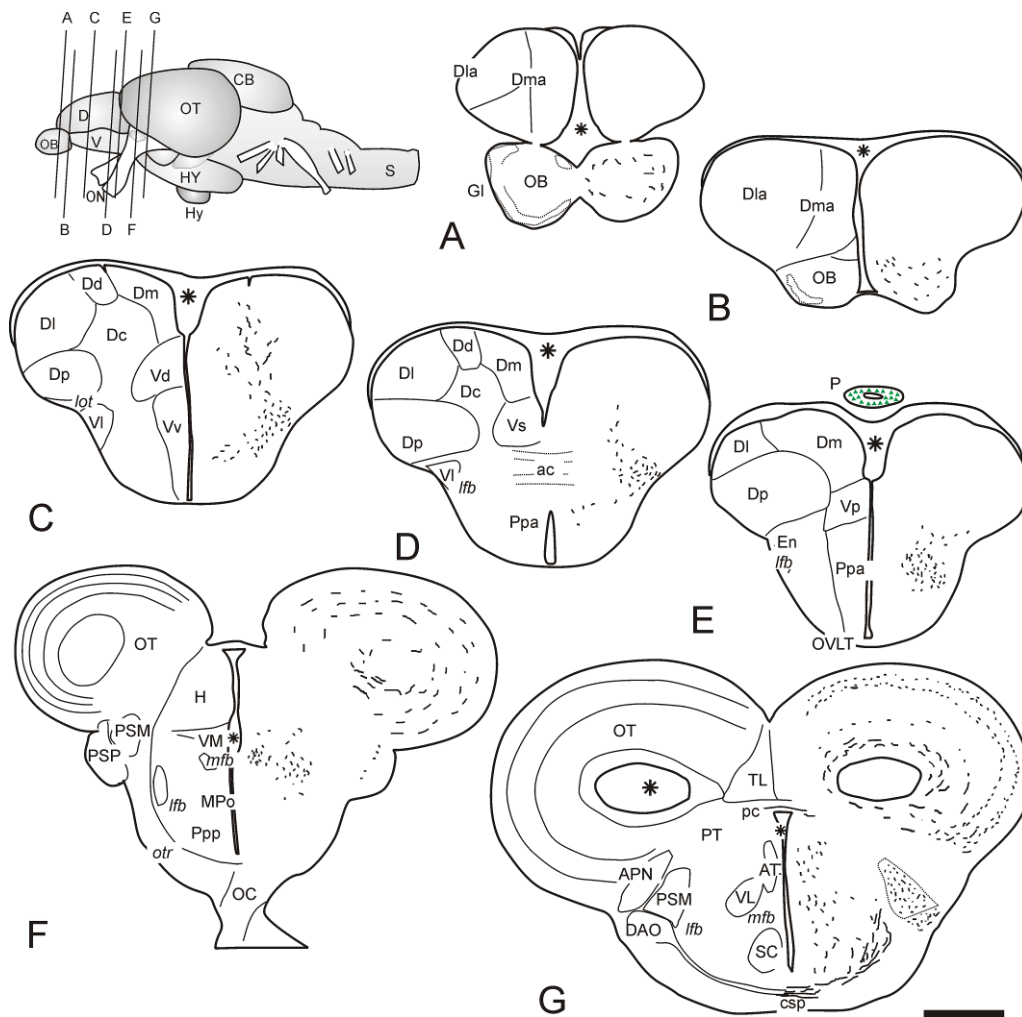 A C E G
CB
OT
D
OB
V
HY
ON
Hy
S
B D F
Dla
Dma
*
Gl
OB
A
*
Dla
Dma
OB
B
Dd
Dm
*
Dl
Dc
Dp
Vd
lot
Vl
Vv
C
Dd
*
Dl
Dm
Dc
Vs
Dp
Vl
lfb
ac
Ppa
D
P
Dl
Dm
*
Dp
Vp
En
lfb
Ppa
E
OVLT
OT
H
PSM
VM
*
PSP
mfb
lfb
MPo
Ppp
otr
OC
F
OT
*
TL
pc
PT
*
APN
AT
PSM
VL
mfb
DAO
lfb
SC
csp
G